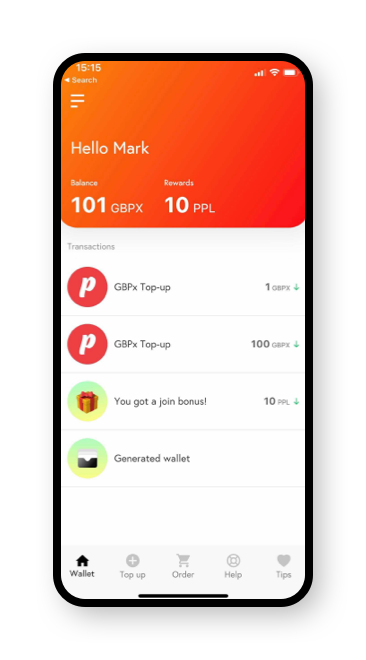 15:15
Search
Hello Mark
Balance Rewards
101 GBPX 10 PPL
Transactions
p GBPx Top-up 1 GBPX
p GBPx Top-up 100 GBPX
You got a join bonus! 10 PPL
Generated wallet
Wallet Top up Order Help Tips